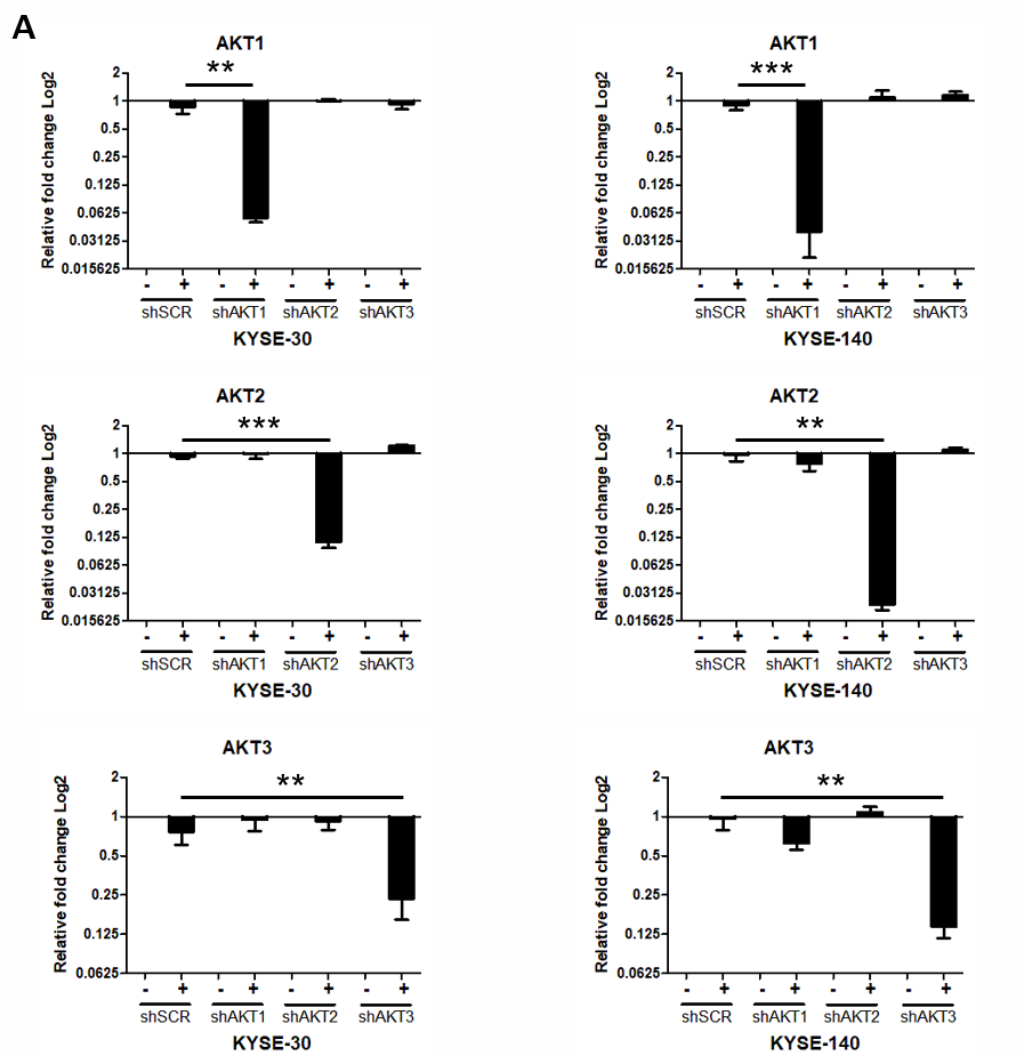 A
AKT1
**
Relative fold change Log2
2
1
0.5
0.25
0.125
0.0625
0.03125
0.015625
- + - + - + - +
shSCR shAKT1 shAKT2 shAKT3
KYSE-30
AKT1
***
Relative fold change Log2
2
1
0.5
0.25
0.125
0.0625
0.03125
0.015625
- + - + - + - +
shSCR shAKT1 shAKT2 shAKT3
KYSE-140
AKT2
***
Relative fold change Log2
2
1
0.5
0.25
0.125
0.0625
0.03125
0.015625
- + - + - + - +
shSCR shAKT1 shAKT2 shAKT3
KYSE-30
AKT2
**
Relative fold change Log2
2
1
0.5
0.25
0.125
0.0625
0.03125
0.015625
- + - + - + - +
shSCR shAKT1 shAKT2 shAKT3
KYSE-140
AKT3
**
Relative fold change Log2
2
1
0.5
0.25
0.125
0.0625
- + - + - + - +
shSCR shAKT1 shAKT2 shAKT3
KYSE-30
AKT3
**
Relative fold change Log2
2
1
0.5
0.25
0.125
0.0625
- + - + - + - +
shSCR shAKT1 shAKT2 shAKT3
KYSE-140